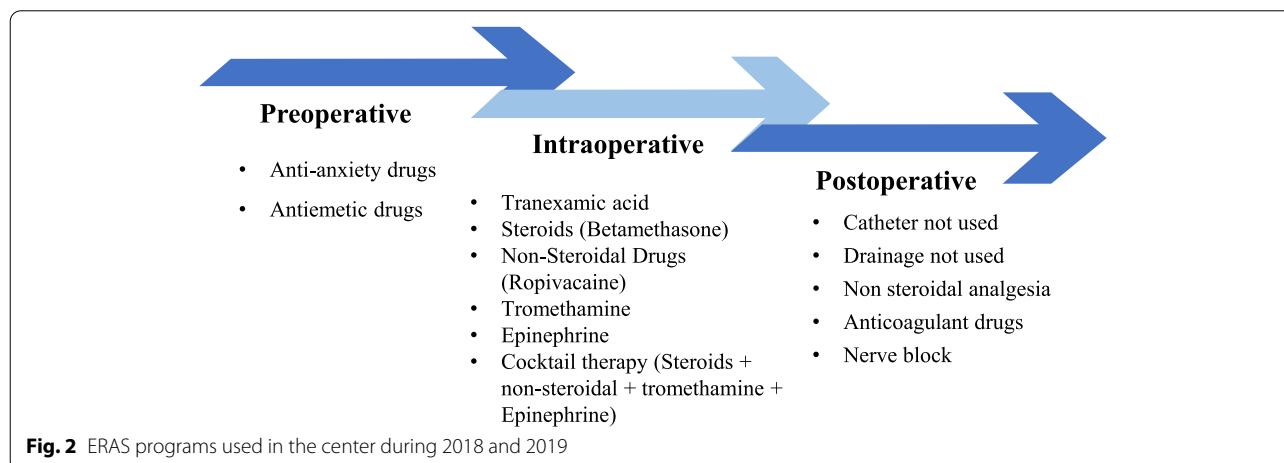 Preoperative
• Anti-anxiety drugs
• Antiemetic drugs
Intraoperative
• Tranexamic acid
• Steroids (Betamethasone)
• Non-Steroidal Drugs
(Ropivacaine)
• Tromethamine
• Epinephrine
• Cocktail therapy (Steroids +
non-steroidal + tromethamine +
Epinephrine)
Postoperative
• Catheter not used
• Drainage not used
• Non steroidal analgesia
• Anticoagulant drugs
• Nerve block
Fig. 2 ERAS programs used in the center during 2018 and 2019